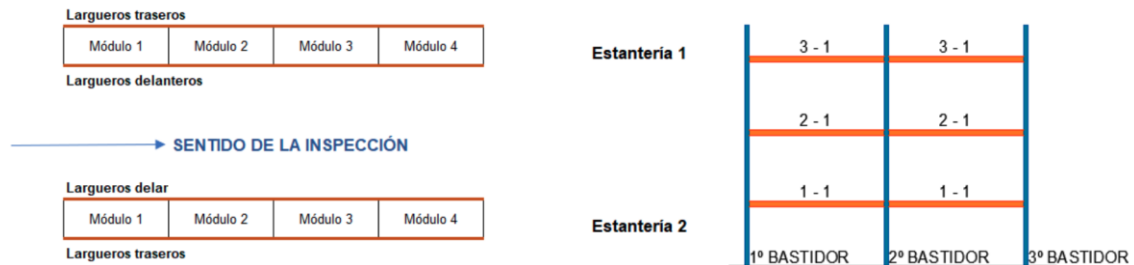 Largueros traseros
Módulo 1 Módulo 2 Módulo 3 Módulo 4
Largueros delanteros
SENTIDO DE LA INSPECCIÓN
Largueros delar
Módulo 1 Módulo 2 Módulo 3 Módulo 4
Largueros traseros
Estantería 1
Estantería 2
3 - 1 3 - 1
2 - 1 2 - 1
1 - 1 1 - 1
1º BASTIDOR 2º BASTIDOR 3º BASTIDOR